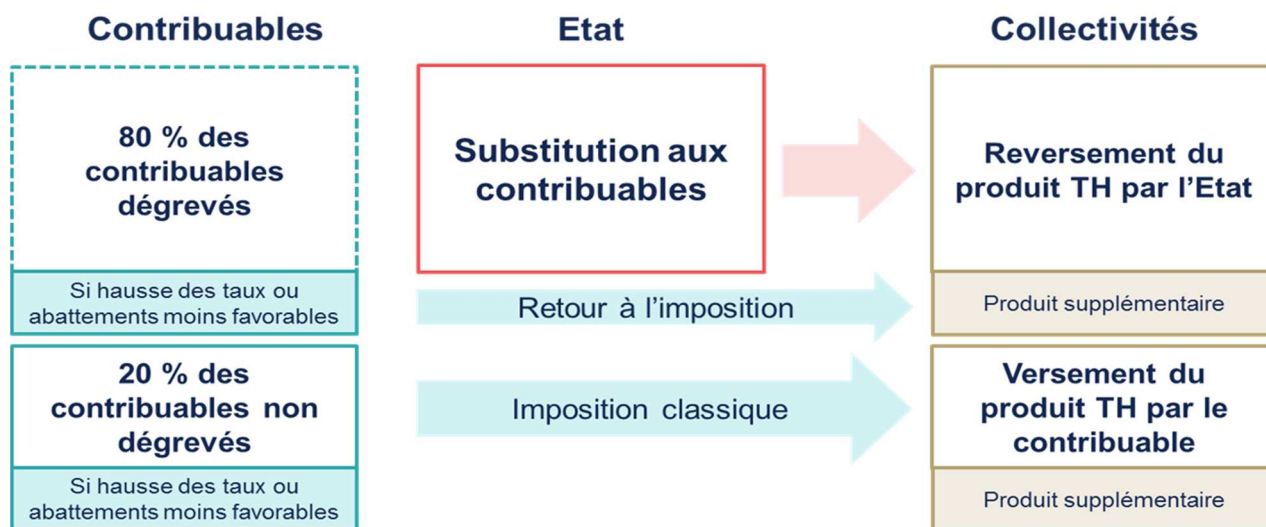 Contribuables
Etat
Collectivités
80 % des
contribuables
dégrevés
Substitution aux
contribuables
Reversement du
produit TH par l’Etat
Si hausse des taux ou
abattements moins favorables
Retour à l’imposition
Produit supplémentaire
20 % des
contribuables non
dégrevés
Imposition classique
Versement du
produit TH par le
contribuable
Si hausse des taux ou
abattements moins favorables
Produit supplémentaire